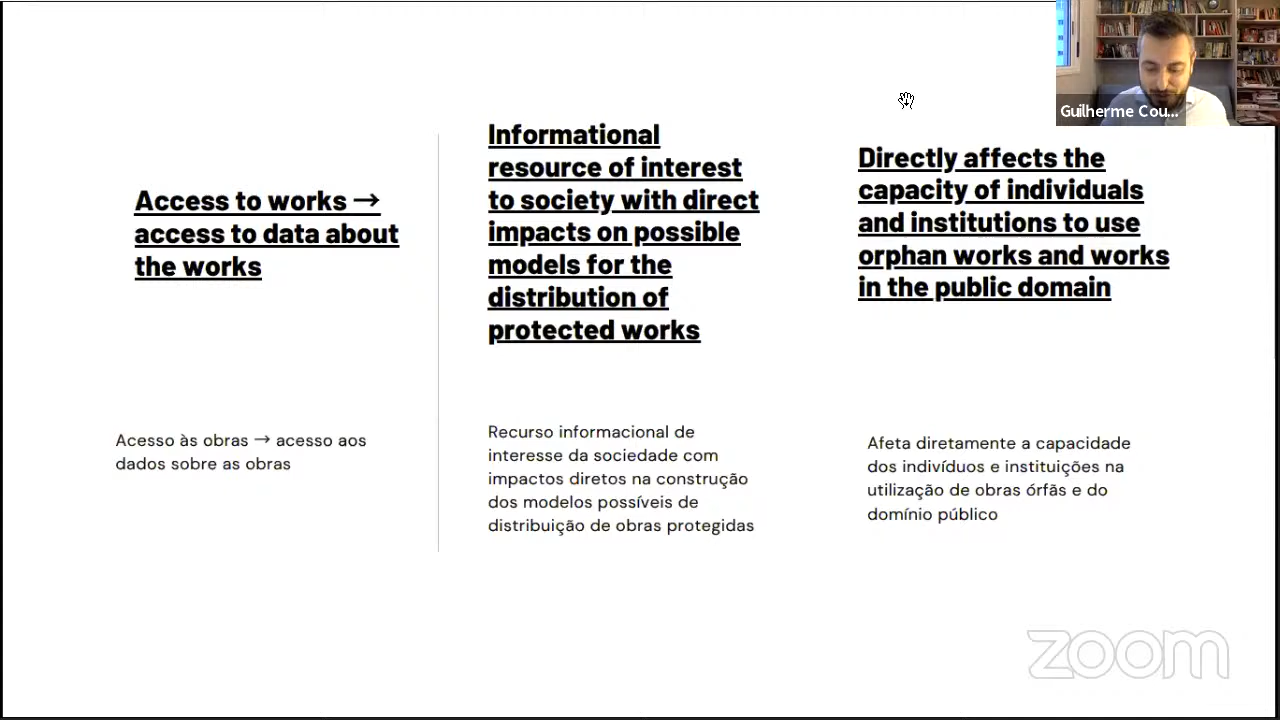 Guilherme Cou...
Access to works →
access to data about
the works
Informational
resource of interest
to society with direct
impacts on possible
models for the
distribution of
protected works
Directly affects the
capacity of individuals
and institutions to use
orphan works and works
in the public domain
Acesso às obras → acesso aos
dados sobre as obras
Recurso informacional de
interesse da sociedade com
impactos diretos na construção
dos modelos possíveis de
distribuição de obras protegidas
Afeta diretamente a capacidade
dos indivíduos e instituições na
utilização de obras órfãs e do
domínio público
zoom